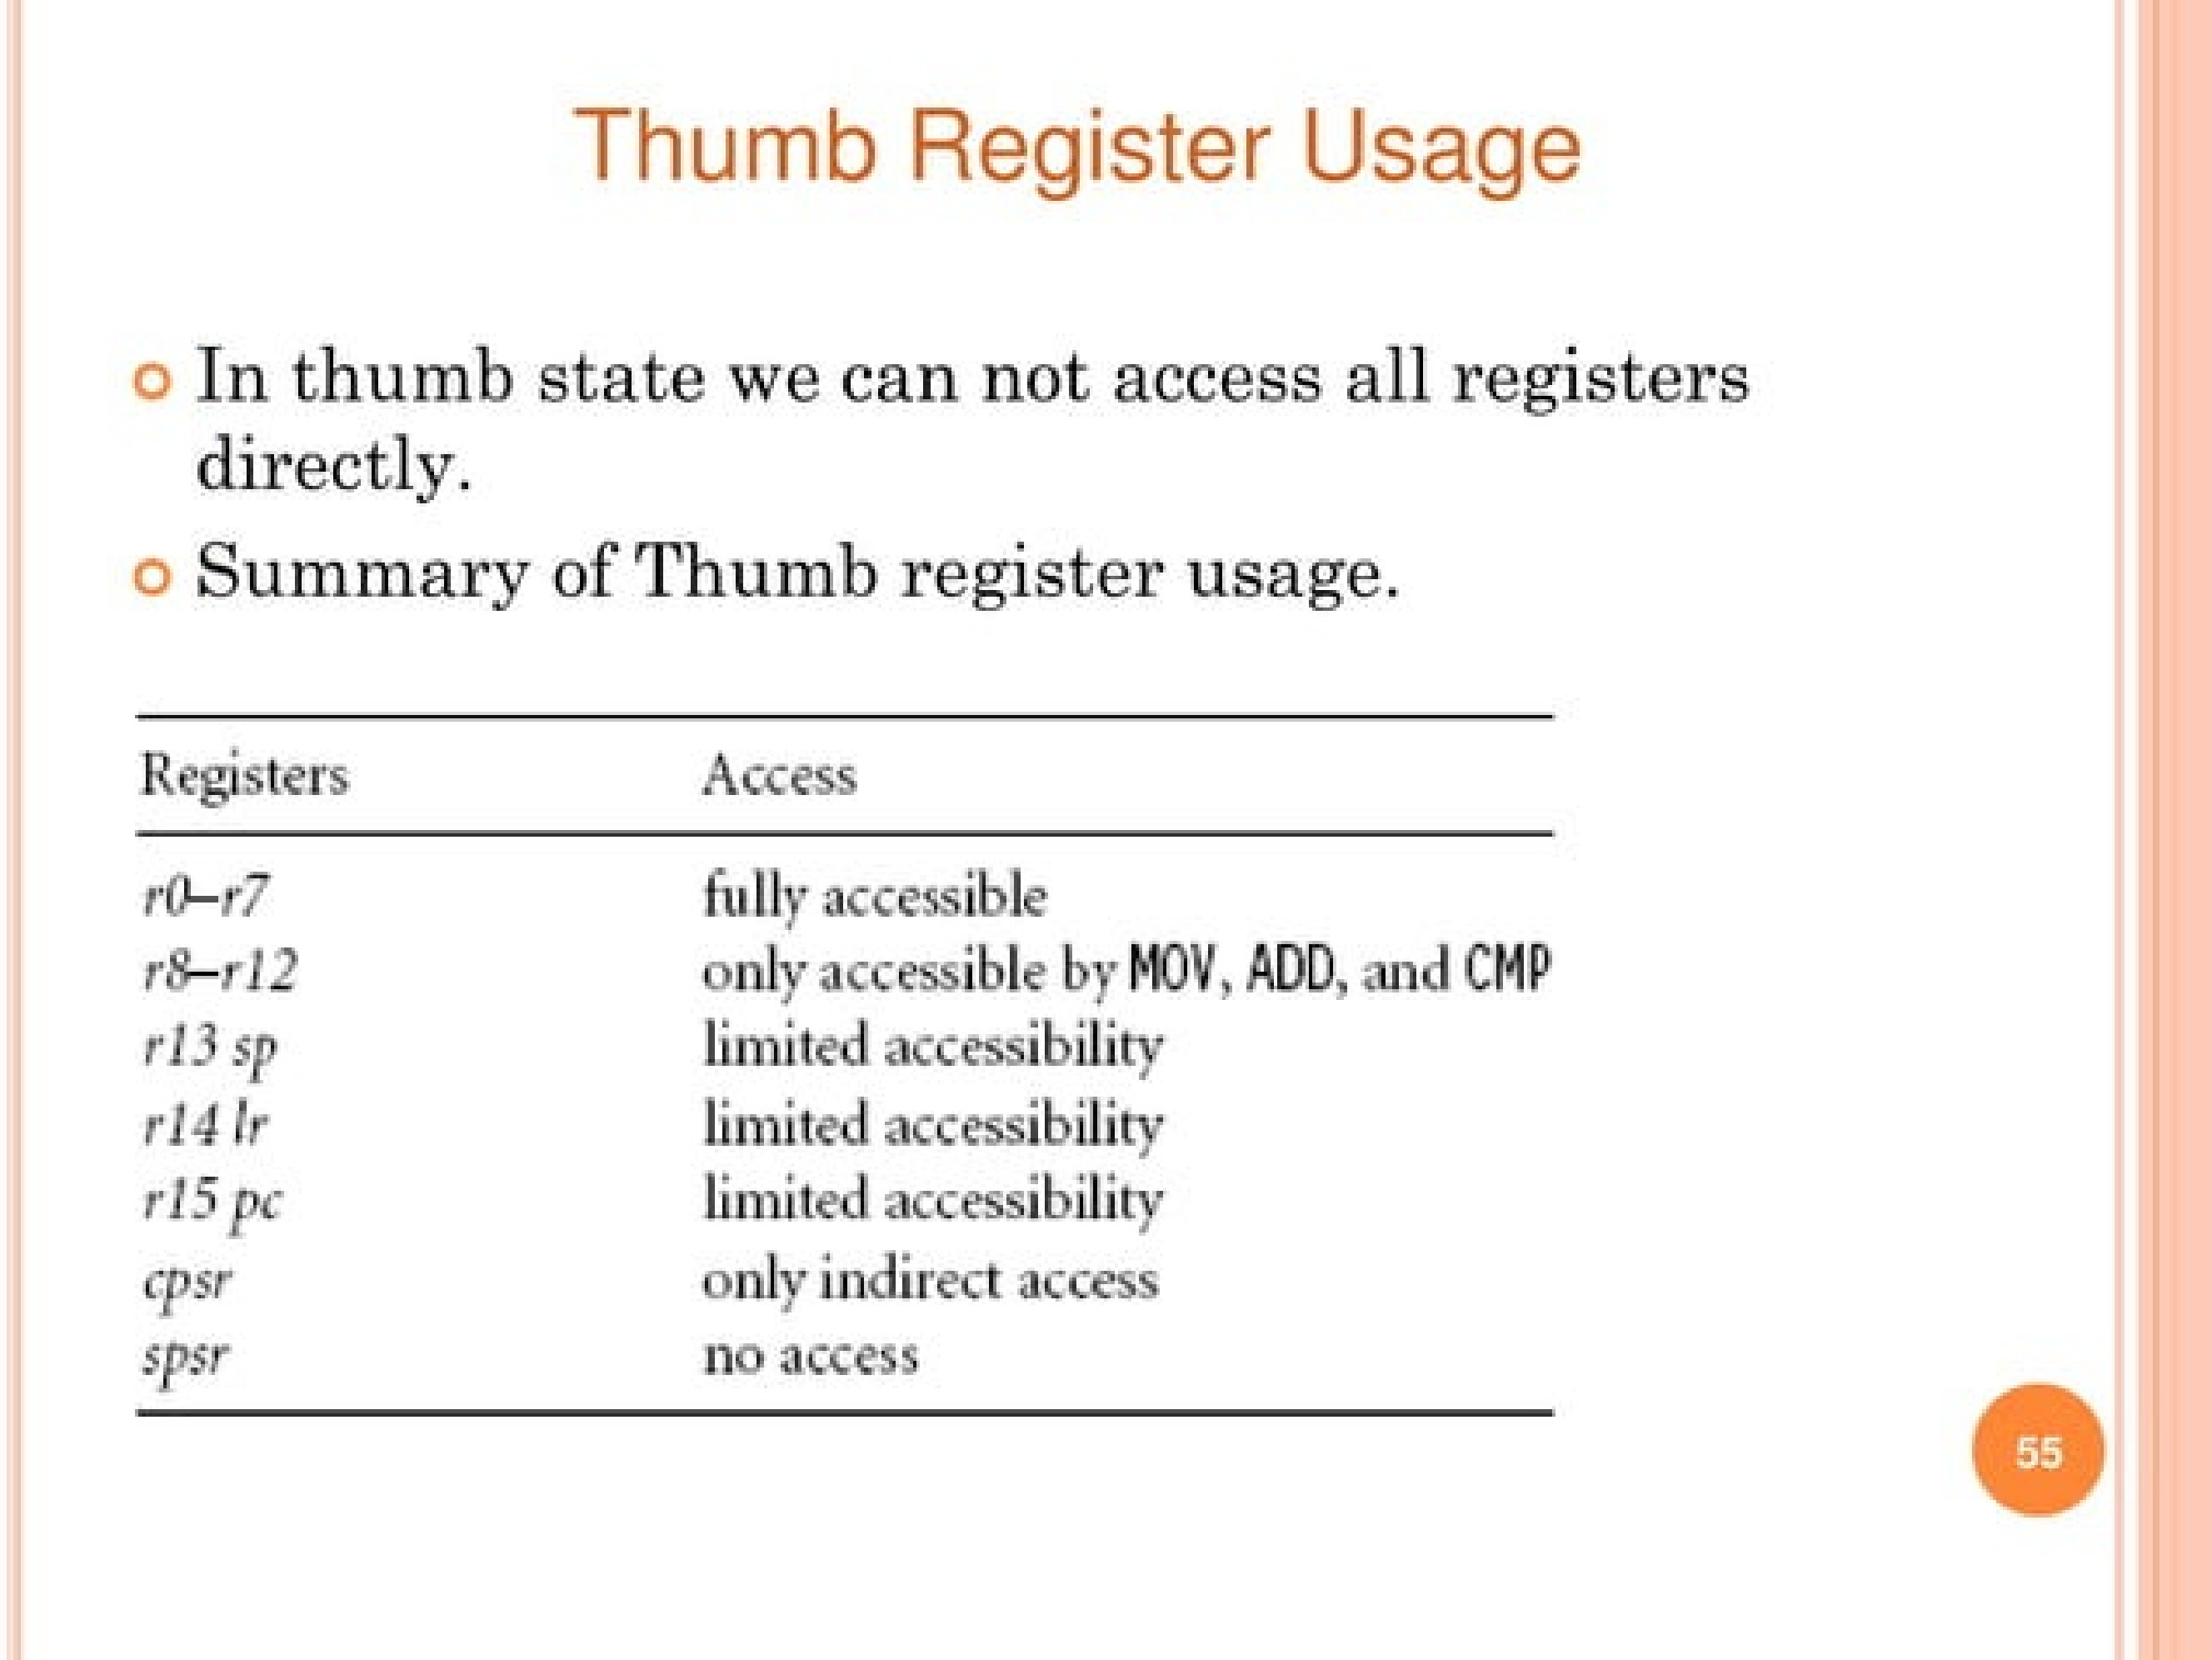 Thumb Register Usage
In thumb state we can not access all registers
directly.
Summary of Thumb register usage.
Registers Access
r0–r7 fully accessible
r8–r12 only accessible by MOV, ADD, and CMP
r13 sp limited accessibility
r14 lr limited accessibility
r15 pc limited accessibility
cpsr only indirect access
spsr no access
55